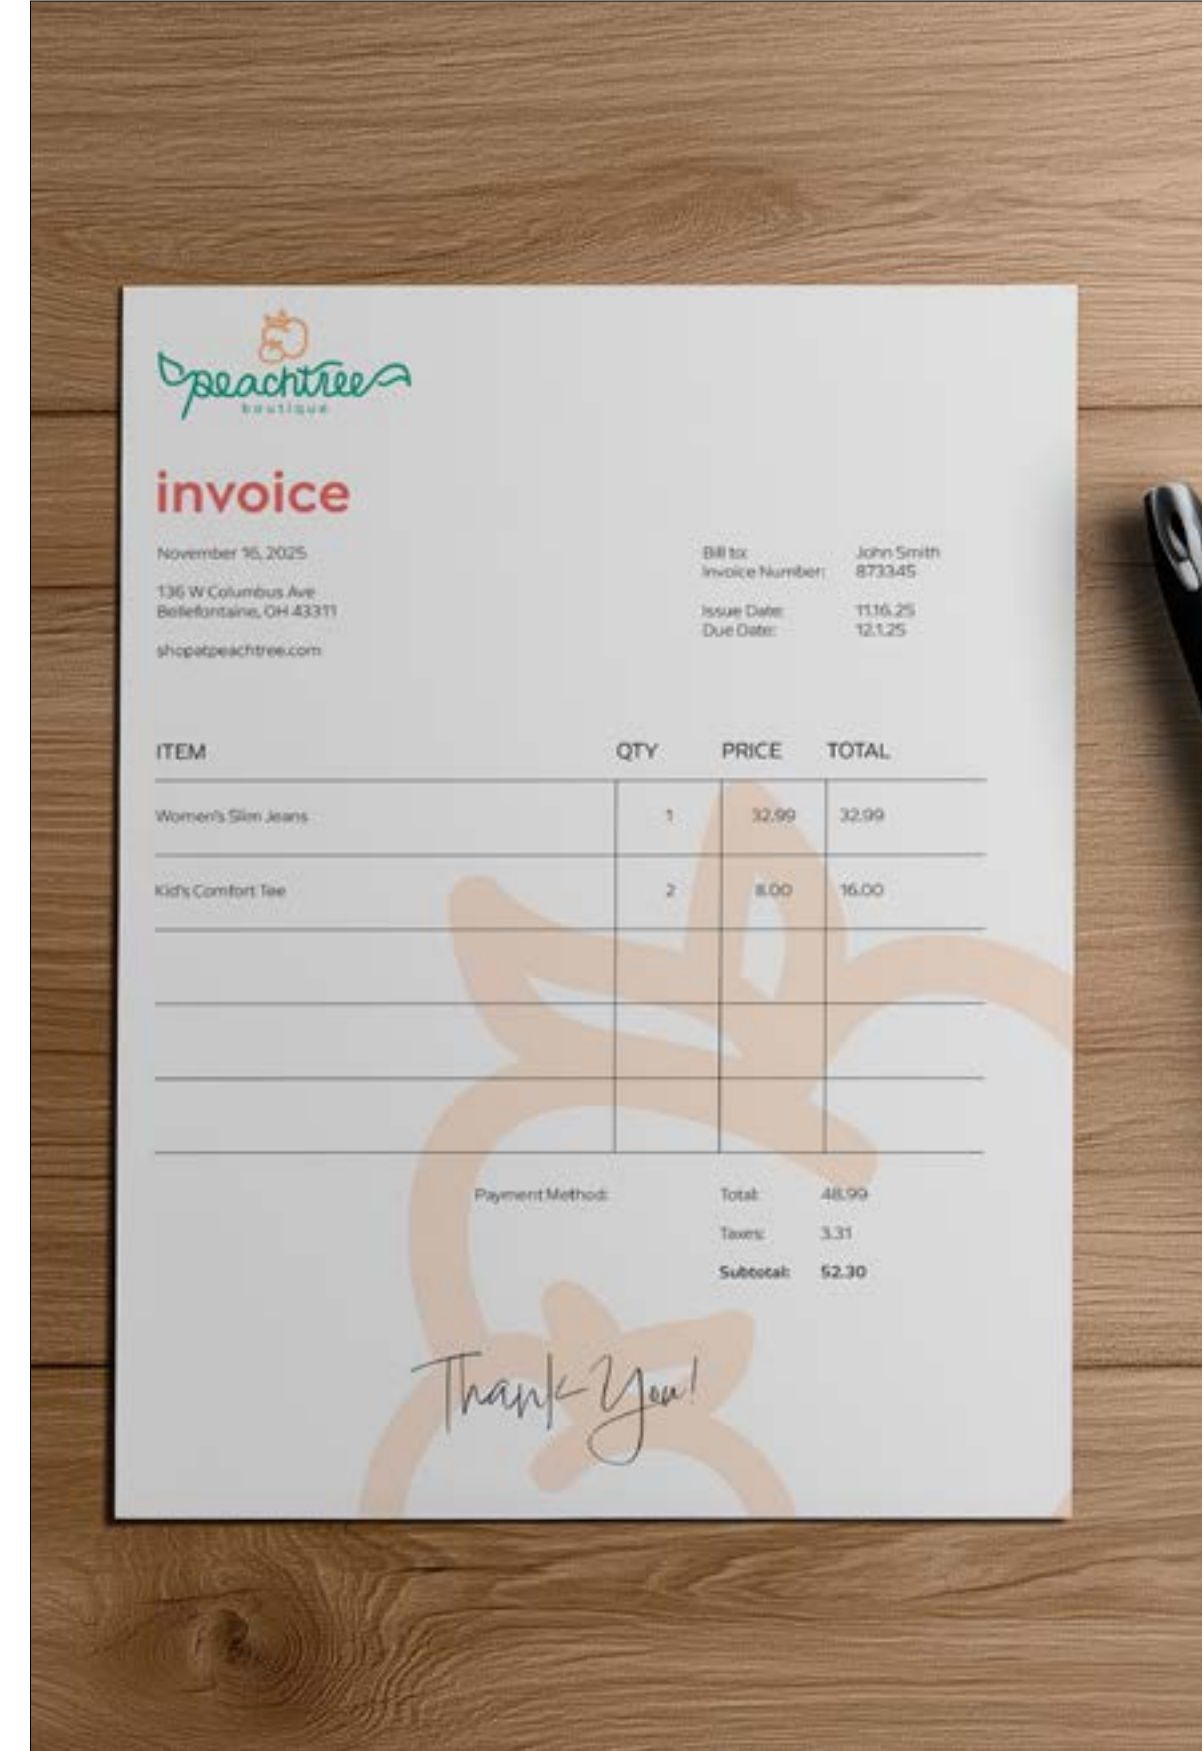 peachtree
boutique
invoice
November 16, 2025
136 W Columbus Ave
Bellefontaine, OH 43311
shopatpeachtree.com
Bill to: John Smith
Invoice Number: 873345
Issue Date: 11.16.25
Due Date: 12.1.25
ITEM QTY PRICE TOTAL
Women's Slim Jeans 1 32.99 32.99
Kid's Comfort Tee 2 8.00 16.00
Payment Method: Total: 48.99
Taxes: 3.31
Subtotal: 52.30
Thank You!